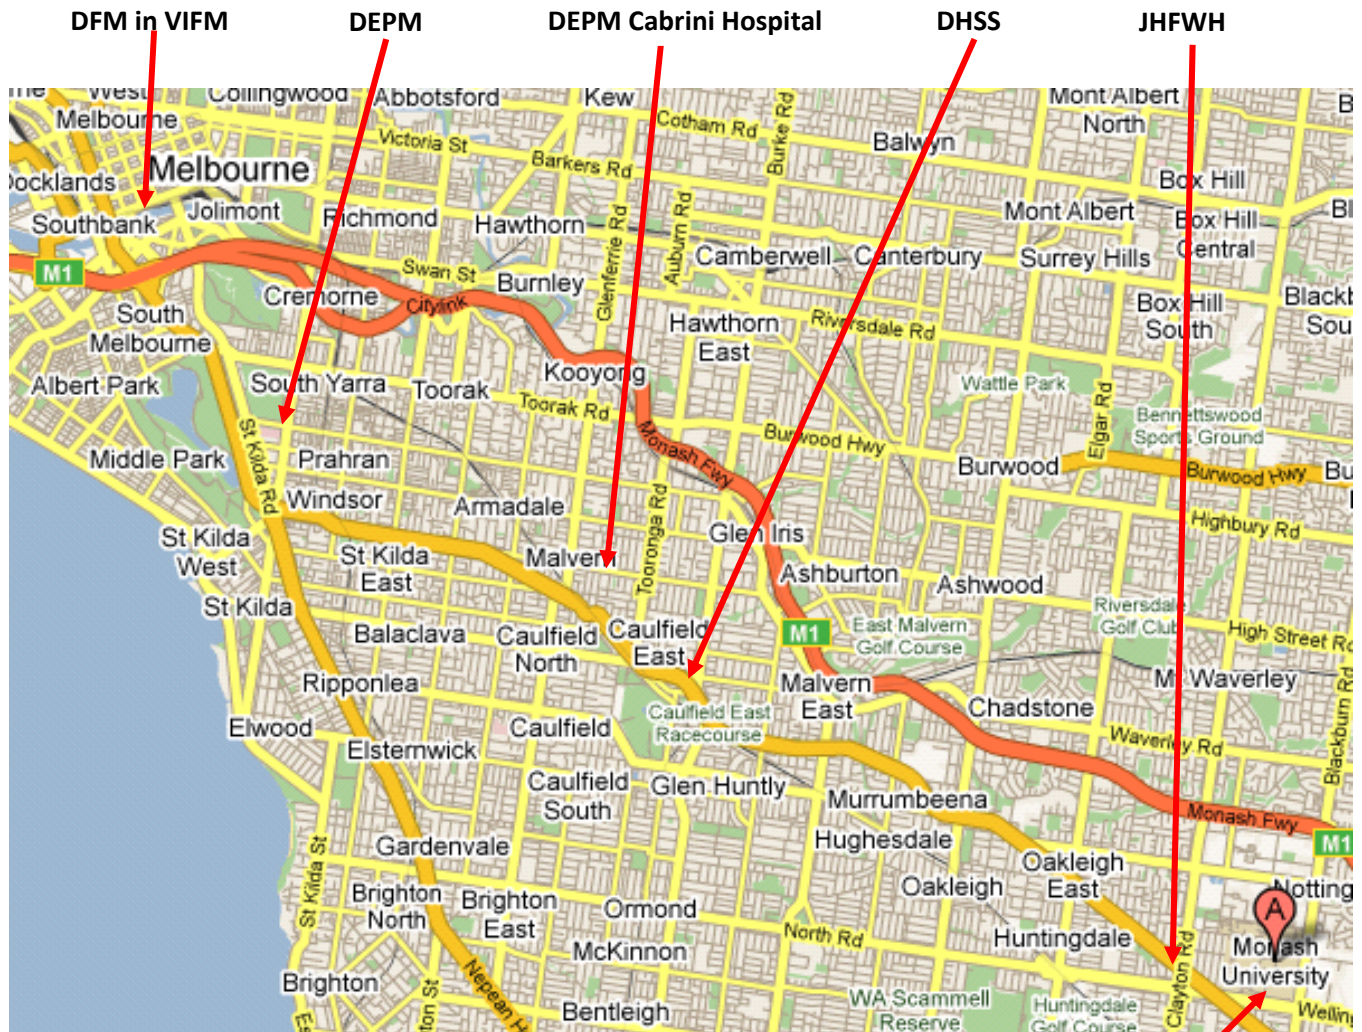 DFM in VIFM
DEPM
DEPM Cabrini Hospital
DHSS
JHFWH
West
Melbourne
Collingwood
Abbotsford
Kew
Mont Albert
North
Victoria St
Cotham Rd
Burke Rd
Balwyn
Melbourne
Barkers Rd
Docklands
Box Hill
Southbank
Jolimont
Richmond
Hawthorn
Glenferrie Rd
Auburn Rd
Mont Albert
Box Hill
Central
Camberwell
Canterbury
Surrey Hills
M1
Swan St
Burnley
Cremorne
Citylink
South
Melbourne
Hawthorn
East
Riversdale Rd
Box Hill
South
Albert Park
South Yarra
Toorak
Kooyong
Toorak Rd
Wattle Park
Elgar Rd
Bennettswood
Sports Ground
St Kilda Rd
Monash Fwy
Burwood Hwy
Middle Park
Prahran
Burwood
Burwood Hwy
Windsor
Armadale
Tooronga Rd
Glen Iris
Highbury Rd
St Kilda
West
St Kilda
East
Malvern
Ashburton
Ashwood
St Kilda
Balaclava
Caulfield
North
Caulfield
East
M1
East Malvern
Golf Course
Riversdale
Golf Club
High Street Rd
Ripponlea
Malvern
East
Mt Waverley
Elwood
Caulfield
Caulfield East
Racecourse
Chadstone
Blackburn Rd
Elsternwick
Waverley Rd
Caulfield
South
Glen Huntly
Murrumbeena
Monash Fwy
M1
Gardenvale
Hughesdale
St Kilda St
Brighton
North
Brighton
East
Ormond
Oakleigh
Oakleigh
East
A
McKinnon
North Rd
Huntingdale
Clayton Rd
Monash
University
Brighton
Nepean
Bentleigh
WA Scammell
Reserve
Huntingdale
Golf Course